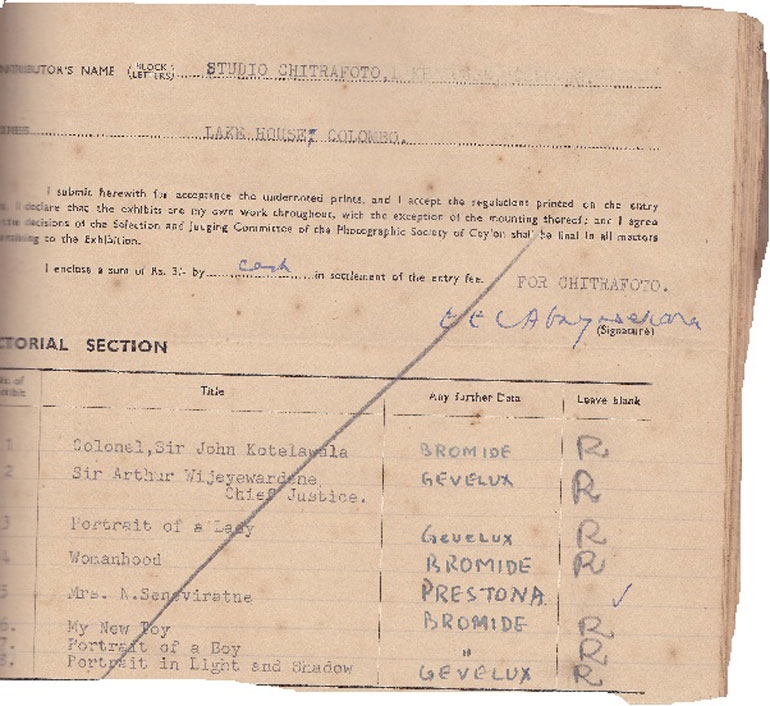 NTRIBUTOR'S NAME (BLOCK LETTERS) STUDIO CHITRAFOTO,
LAKE HOUSE, COLOMBO.
I submit herewith for acceptance the undernoted prints, and I accept the regulations printed on the entry
I declare that the exhibits are my own work throughout, with the exception of the mounting thereof; and I agree
decisions of the Selection and Judging Committee of the Photographic Society of Ceylon shall be final in all matters
to the Exhibition.
I enclose a sum of Rs. 3/- by cash in settlement of the entry fee.
FOR CHITRAFOTO.
(Signature)
CTORIAL SECTION
No. of Title Any further Data Leave blank
1 Colonel,Sir John Kotelawala BROMIDE R
2 Sir Arthur Wijeyewardene, GEVELUX R
Chief Justice.
3 Portrait of a Lady GEVELUX R
4 Womanhood BROMIDE R
5 Mrs. N.Seneviratne PRESTONA ✓
6. My New Toy BROMIDE R
7. Portrait of a Boy " R
8. Portrait in Light and Shadow GEVELUX R